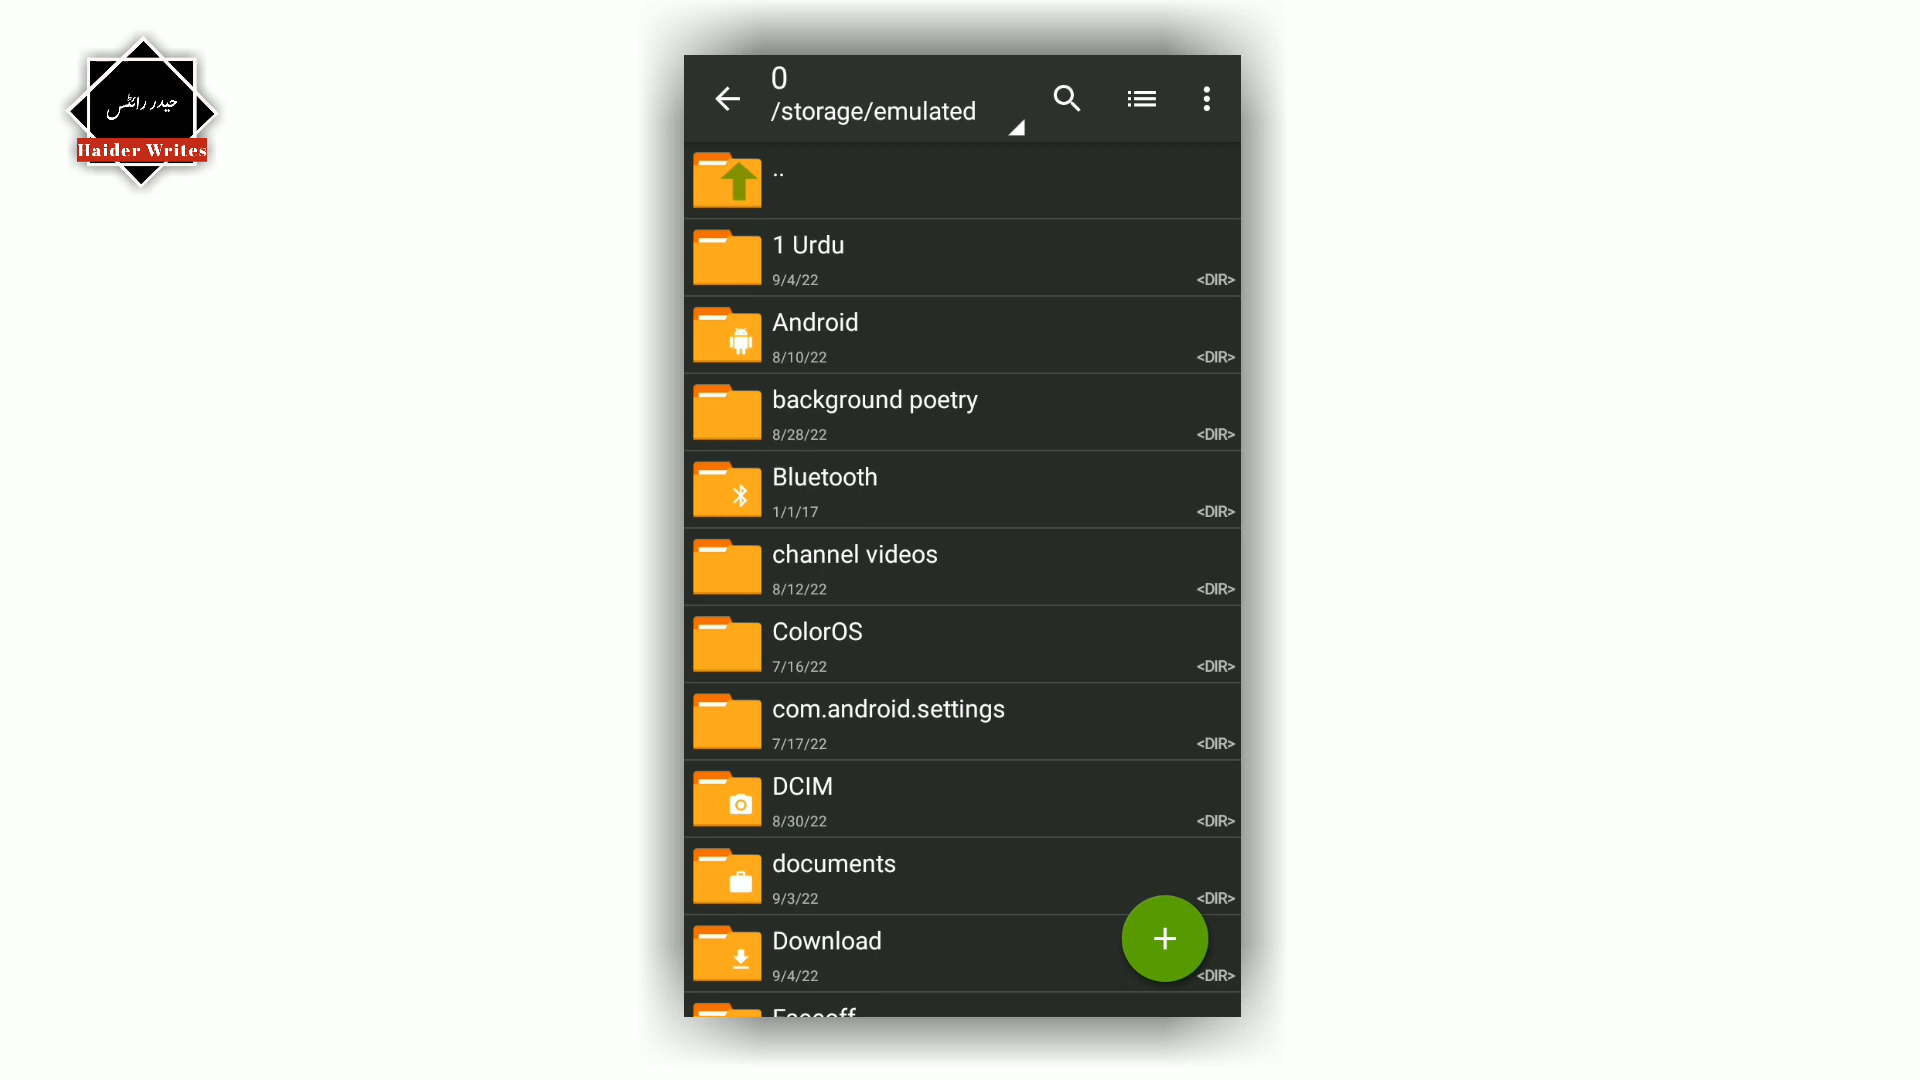 حیدر رائٹس
Haider Writes
0
/storage/emulated
..
1 Urdu
9/4/22
<DIR>
Android
8/10/22
<DIR>
background poetry
8/28/22
<DIR>
Bluetooth
1/1/17
<DIR>
channel videos
8/12/22
<DIR>
ColorOS
7/16/22
<DIR>
com.android.settings
7/17/22
<DIR>
DCIM
8/30/22
<DIR>
documents
9/3/22
<DIR>
Download
9/4/22
<DIR>